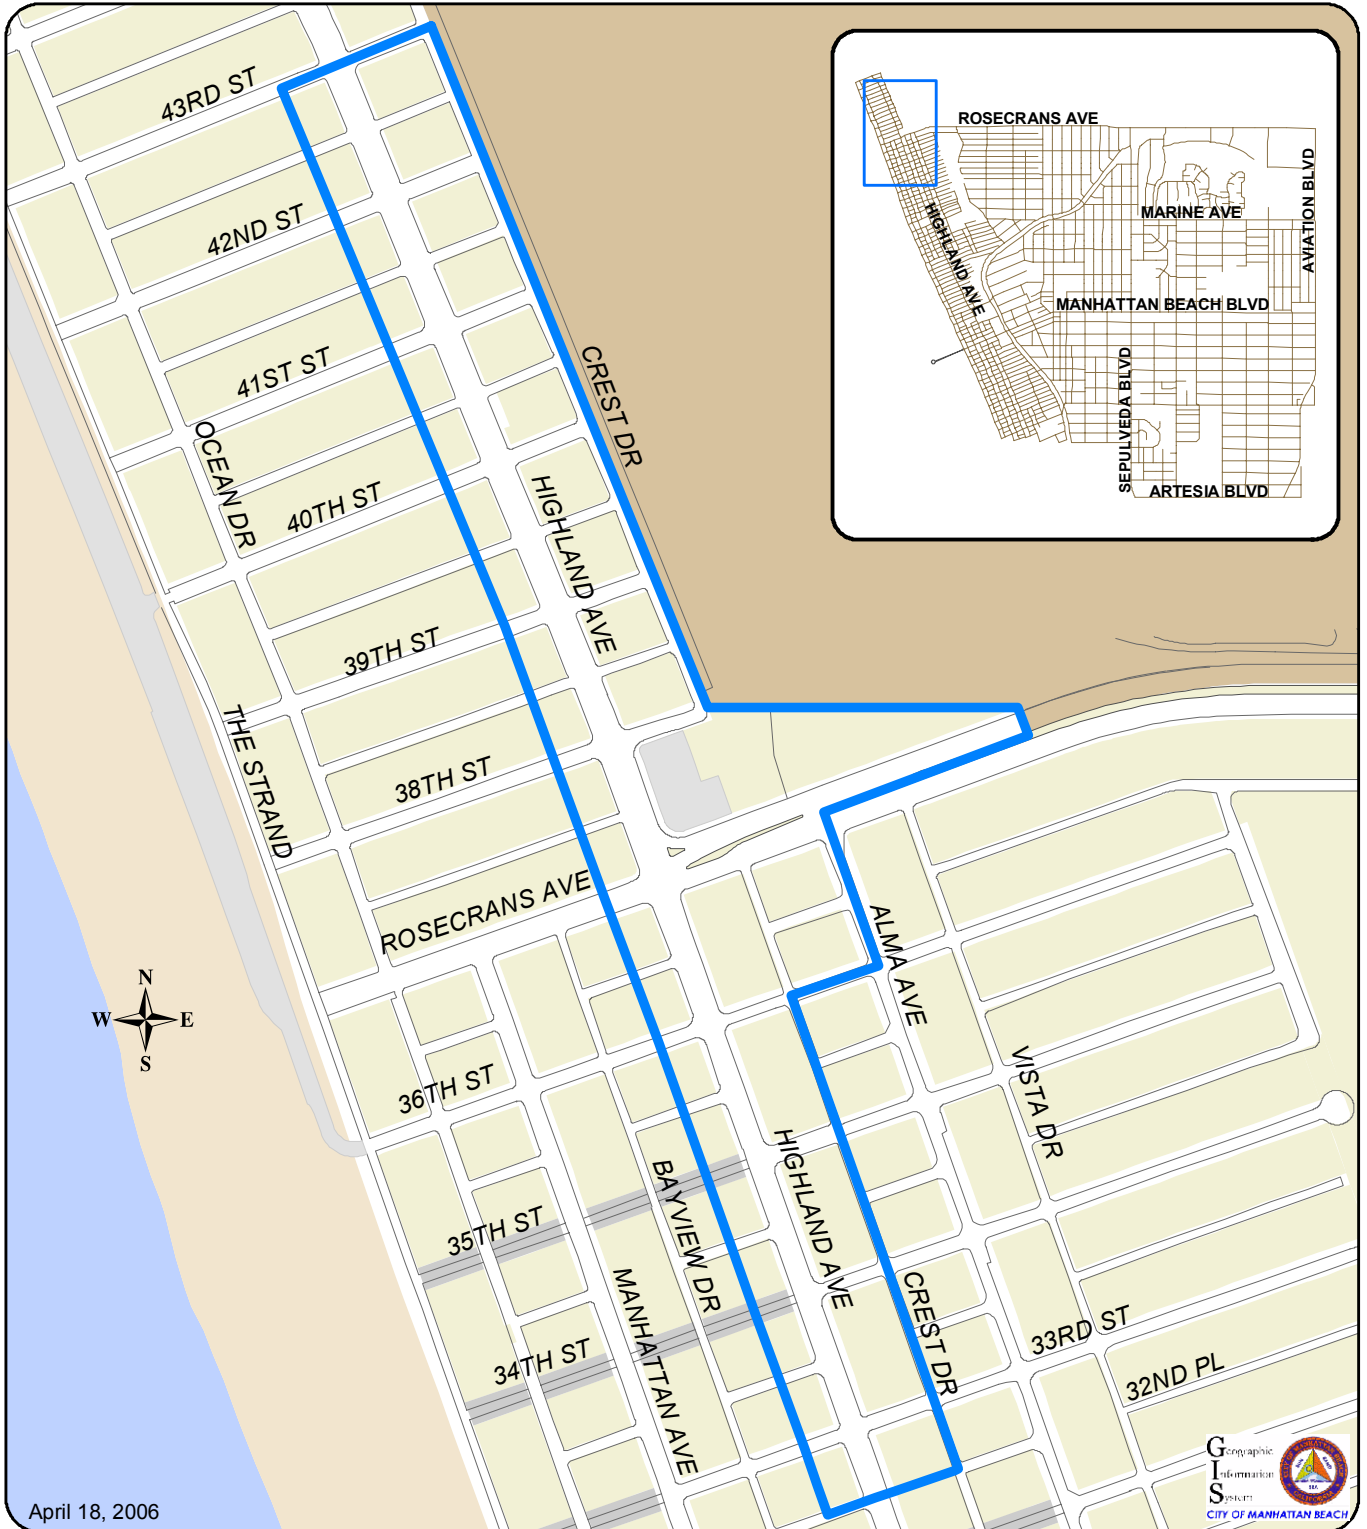 43RD ST
42ND ST
41ST ST
40TH ST
39TH ST
38TH ST
OCEAN DR
THE STRAND
HIGHLAND AVE
CREST DR
ROSECRANS AVE
36TH ST
35TH ST
34TH ST
BAYVIEW DR
MANHATTAN AVE
HIGHLAND AVE
CREST DR
ALMA AVE
VISTA DR
33RD ST
32ND PL
N
W E
S
ROSECRANS AVE
HIGHLAND AVE
MARINE AVE
AVIATION BLVD
MANHATTAN BEACH BLVD
SEPULVEDA BLVD
ARTESIA BLVD
April 18, 2006
Geographic
Information
System
CITY OF MANHATTAN BEACH